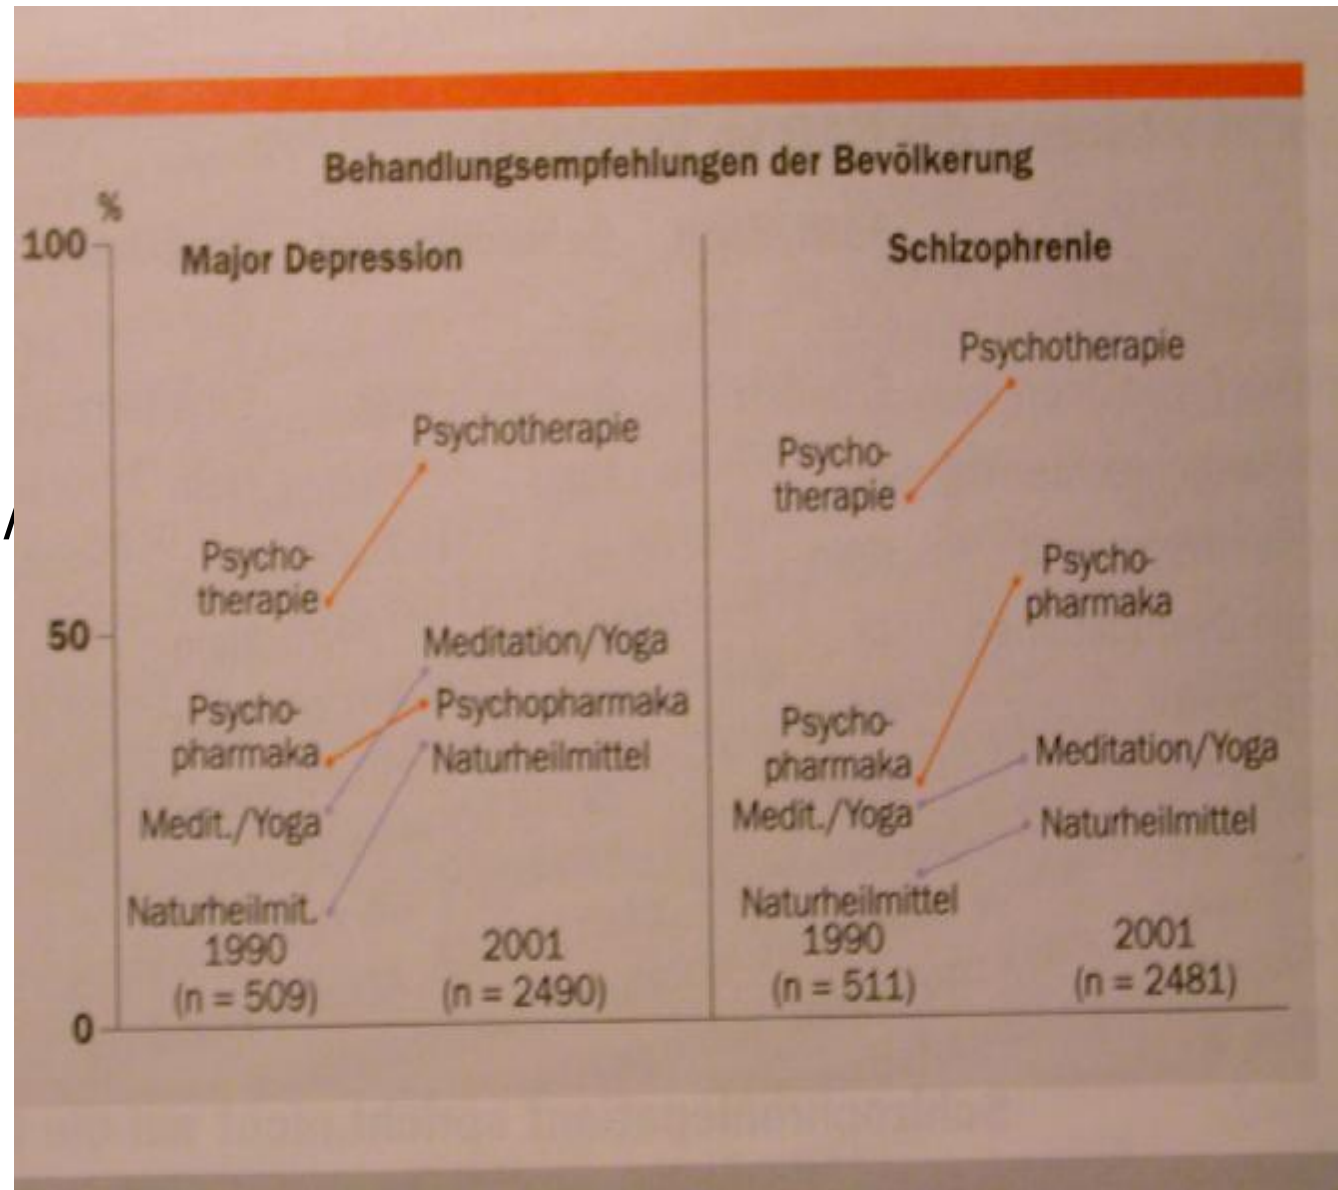 Behandlungsempfehlungen der Bevölkerung
%
100
50
0
Major Depression
Psychotherapie
Psycho-
therapie
Meditation/Yoga
Psycho-
pharmaka
Psychopharmaka
Naturheilmittel
Medit./Yoga
Naturheilmit.
1990
(n = 509)
2001
(n = 2490)
Schizophrenie
Psychotherapie
Psycho-
therapie
Psycho-
pharmaka
Psycho-
pharmaka
Medit./Yoga
Meditation/Yoga
Naturheilmittel
Naturheilmittel
1990
(n = 511)
2001
(n = 2481)